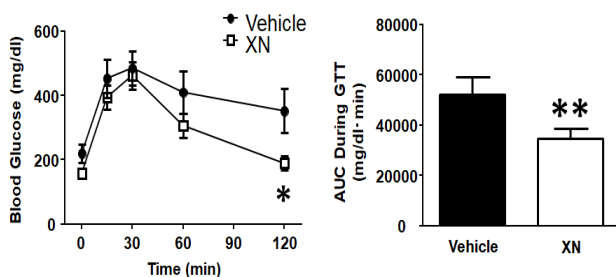 Vehicle
XN
Blood Glucose (mg/dl)
600
400
200
0
*
0 30 60 90 120
Time (min)
AUC During GTT
(mg/dl· min)
80000
60000
40000
20000
0
**
Vehicle XN